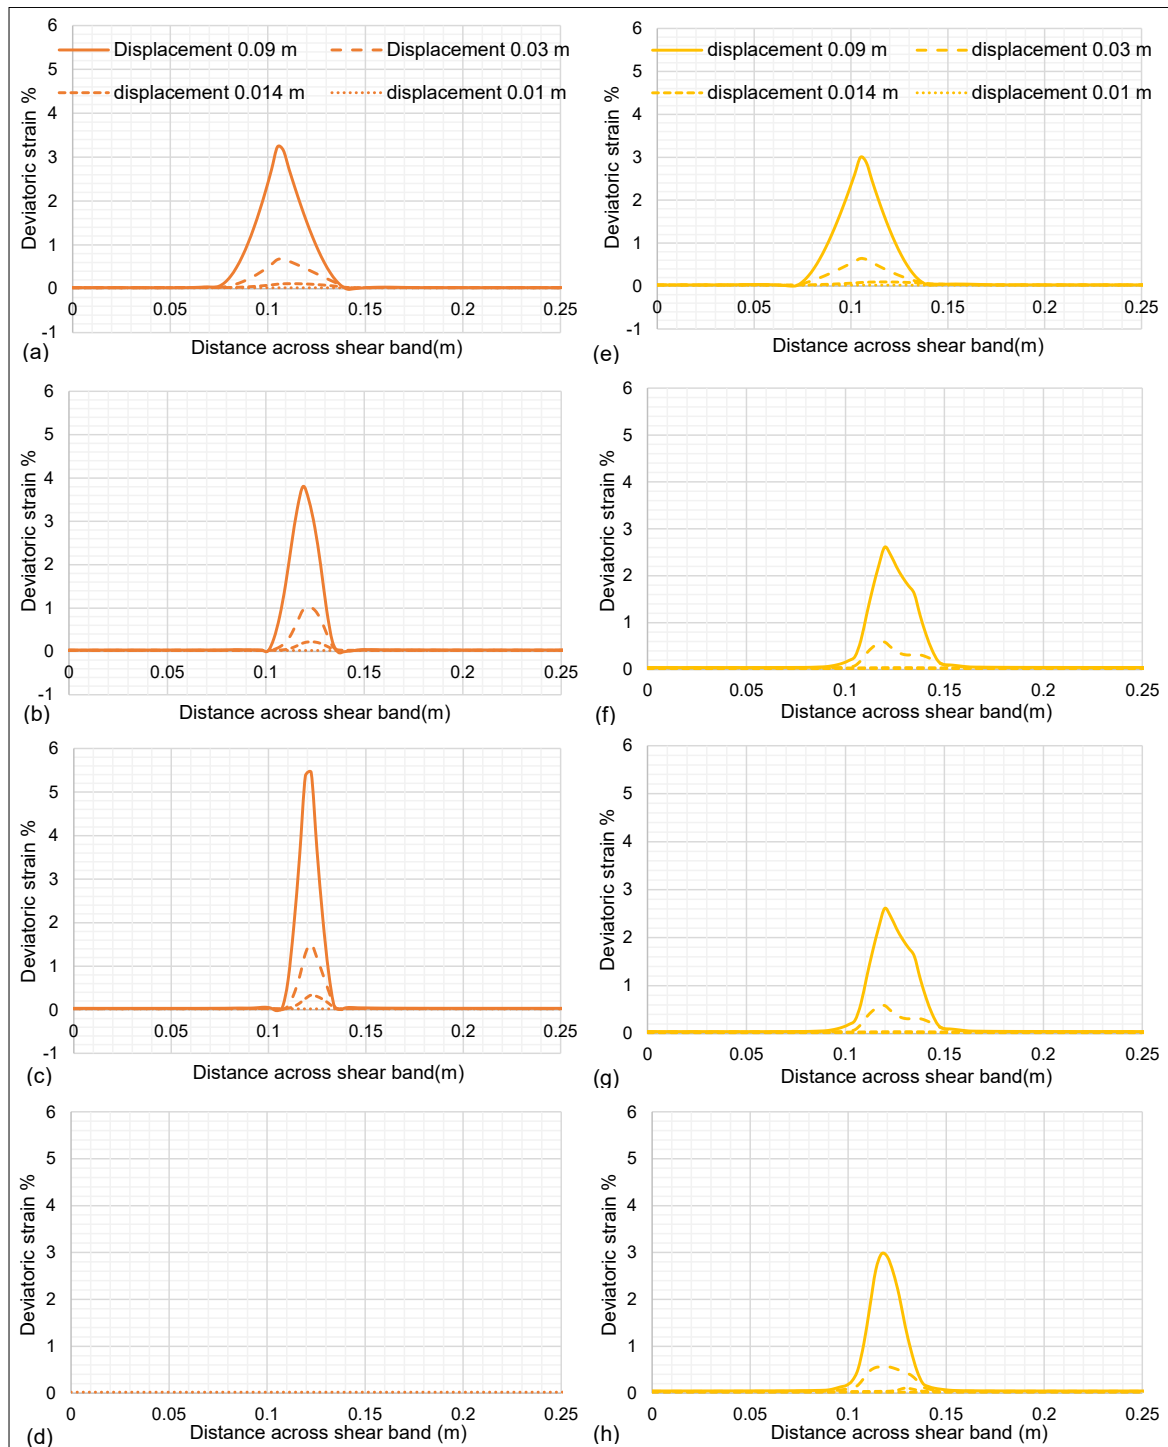 6
5
4
3
2
1
0
-1
Deviatoric strain %
Displacement 0.09 m
Displacement 0.03 m
displacement 0.014 m
displacement 0.01 m
0 0.05 0.1 0.15 0.2 0.25
Distance across shear band(m)
(a)
6
5
4
3
2
1
0
-1
Deviatoric strain %
displacement 0.09 m
displacement 0.03 m
displacement 0.014 m
displacement 0.01 m
0 0.05 0.1 0.15 0.2 0.25
Distance across shear band(m)
(e)
6
5
4
3
2
1
0
-1
Deviatoric strain %
0 0.05 0.1 0.15 0.2 0.25
Distance across shear band(m)
(b)
6
5
4
3
2
1
0
Deviatoric strain %
0 0.05 0.1 0.15 0.2 0.25
Distance across shear band(m)
(f)
6
5
4
3
2
1
0
-1
Deviatoric strain %
0 0.05 0.1 0.15 0.2 0.25
Distance across shear band(m)
(c)
6
5
4
3
2
1
0
Deviatoric strain %
0 0.05 0.1 0.15 0.2 0.25
Distance across shear band(m)
(g)
6
5
4
3
2
1
0
Deviatoric strain %
0 0.05 0.1 0.15 0.2 0.25
Distance across shear band (m)
(d)
6
5
4
3
2
1
0
Deviatoric strain %
0 0.05 0.1 0.15 0.2 0.25
Distance across shear band (m)
(h)